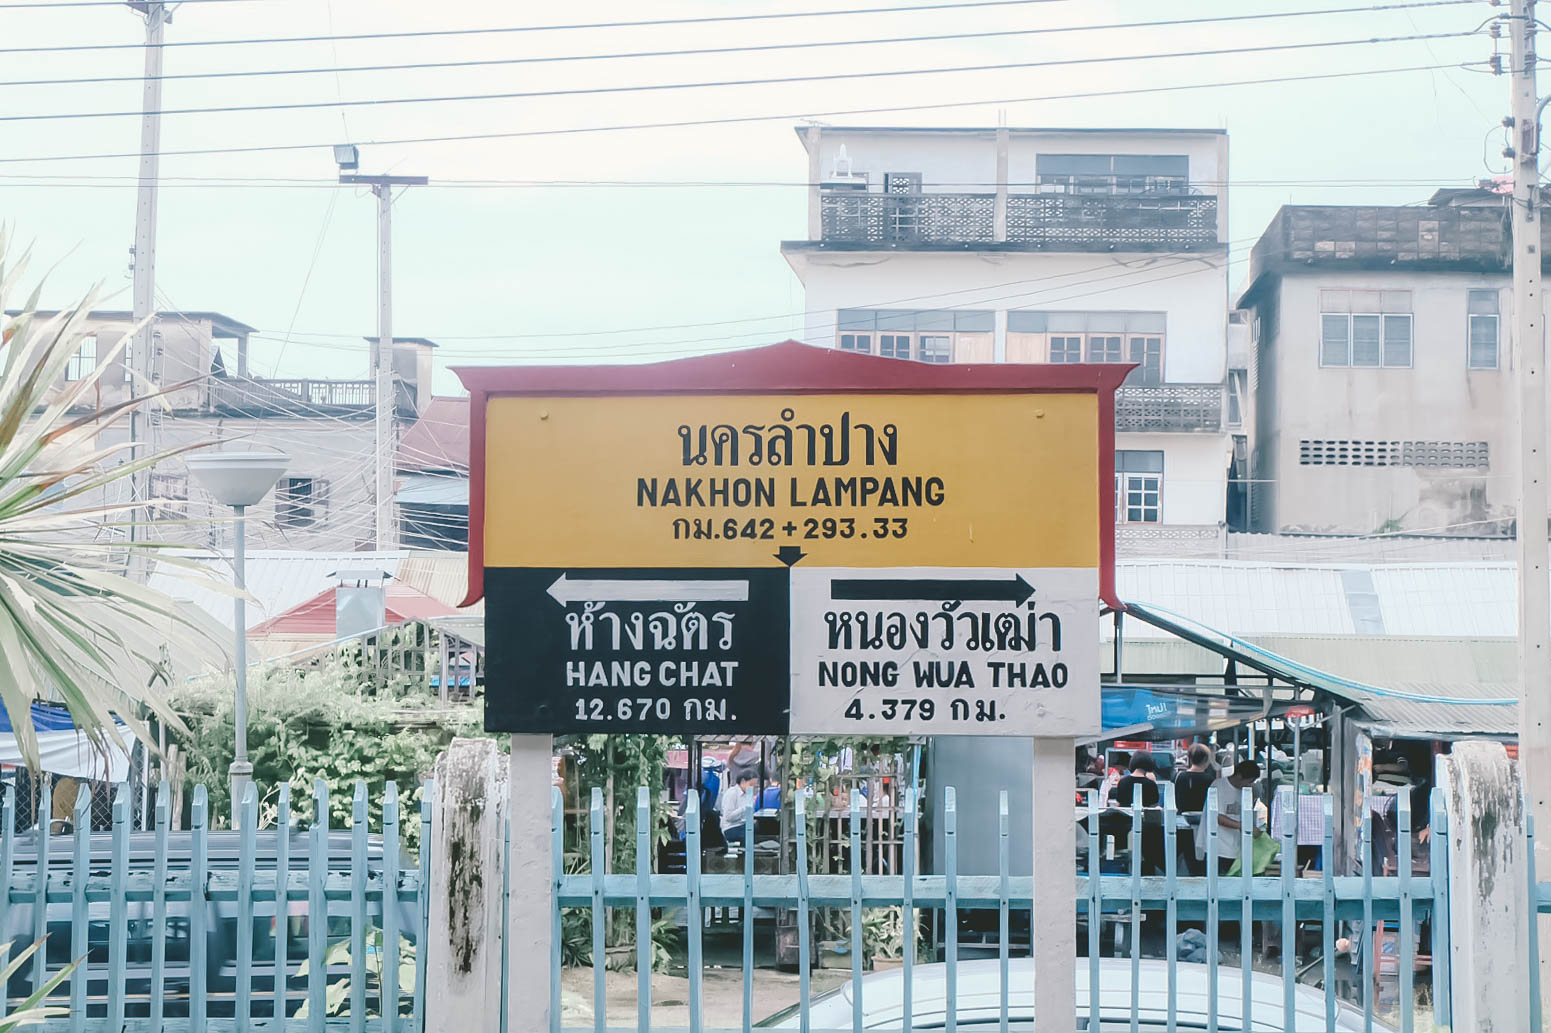 นครลำปาง
NAKHON LAMPANG
กม.642+293.33
ห้างฉัตร
HANG CHAT
12.670 กม.
หนองวัวเฒ่า
NONG WUA THAO
4.379 กม.